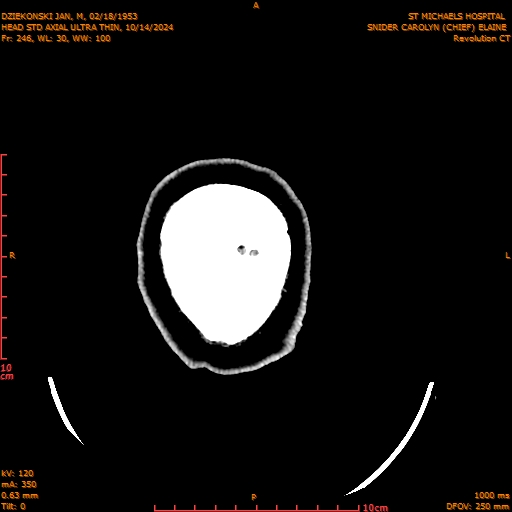 A
DZIEKONSKI JAN, M, 02/18/1953
HEAD STD AXIAL ULTRA THIN, 10/14/2024
Fr: 246, WL: 30, WW: 100
ST MICHAELS HOSPITAL
SNIDER CAROLYN (CHIEF) ELAINE
Revolution CT
R
L
10
cm
kV: 120
mA: 350
0.63 mm
Tilt: 0
P
10cm
1000 ms
DFOV: 250 mm